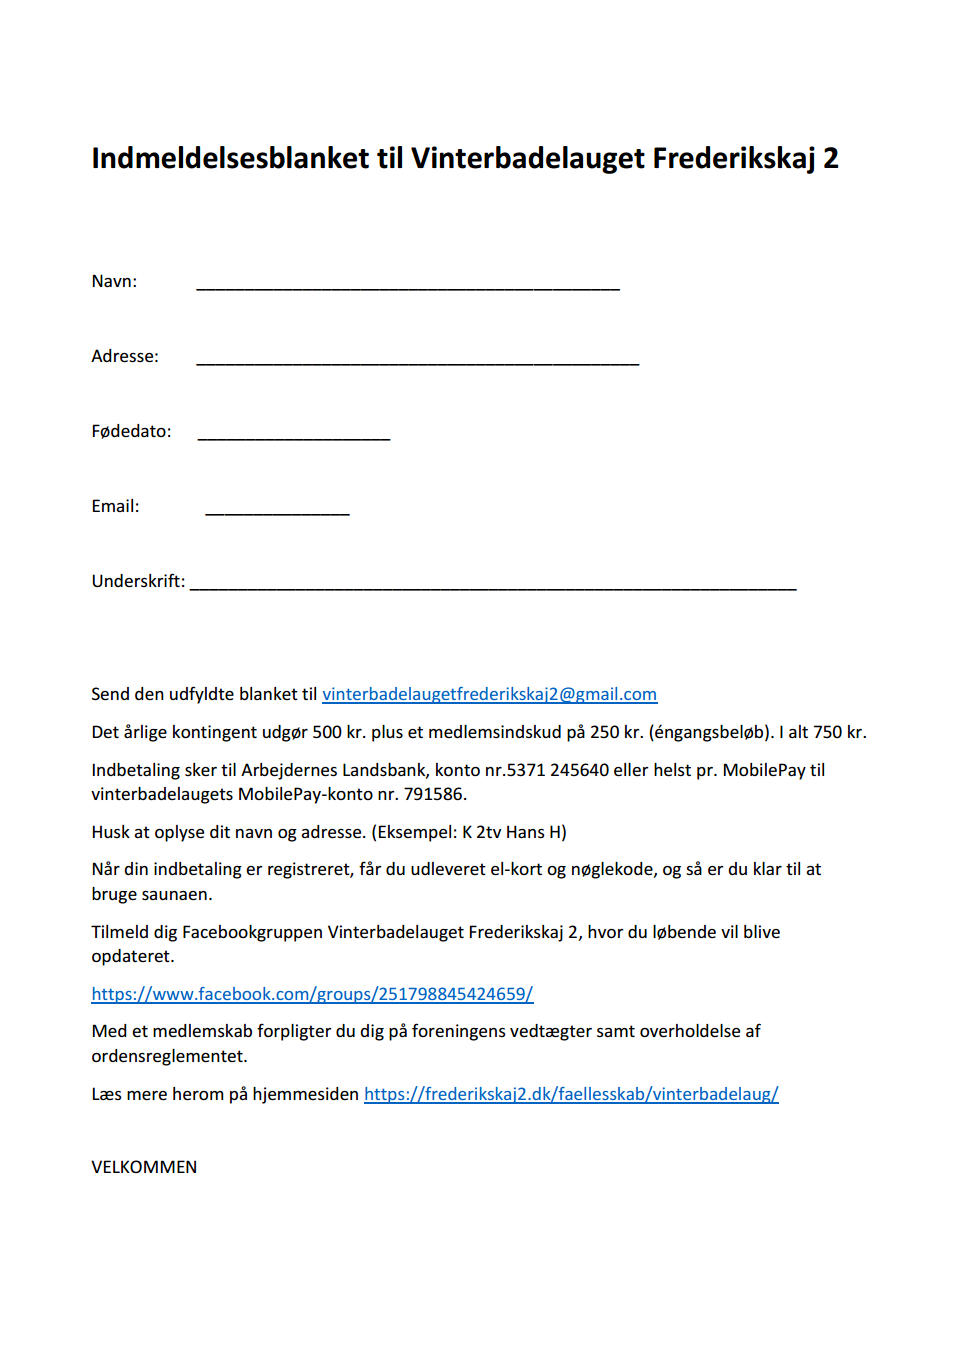 Indmeldelsesblanket til Vinterbadelauget Frederikskaj 2
Navn: ____________________________________________
Adresse: ______________________________________________
Fødedato: ____________________
Email: _______________
Underskrift: _______________________________________________________________
Send den udfyldte blanket til vinterbadelaugetfrederikskaj2@gmail.com
Det årlige kontingent udgør 500 kr. plus et medlemsindskud på 250 kr. (éngangsbeløb). I alt 750 kr.
Indbetaling sker til Arbejdernes Landsbank, konto nr.5371 245640 eller helst pr. MobilePay til
vinterbadelaugets MobilePay-konto nr. 791586.
Husk at oplyse dit navn og adresse. (Eksempel: K 2tv Hans H)
Når din indbetaling er registreret, får du udleveret el-kort og nøglekode, og så er du klar til at
bruge saunaen.
Tilmeld dig Facebookgruppen Vinterbadelauget Frederikskaj 2, hvor du løbende vil blive
opdateret.
https://www.facebook.com/groups/251798845424659/
Med et medlemskab forpligter du dig på foreningens vedtægter samt overholdelse af
ordensreglementet.
Læs mere herom på hjemmesiden https://frederikskaj2.dk/faellesskab/vinterbadelaug/
VELKOMMEN